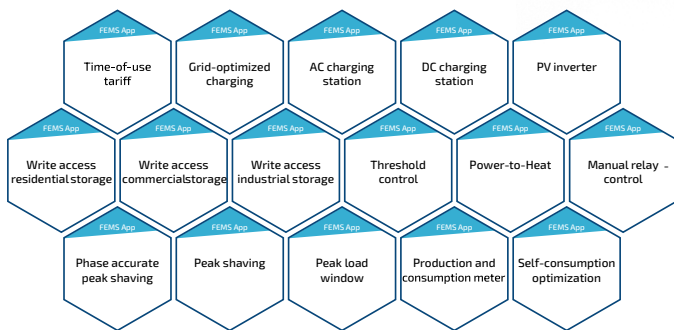 FEMS App
Time-of-use
tariff
FEMS App
Grid-optimized
charging
FEMS App
AC charging
station
FEMS App
DC charging
station
FEMS App
PV inverter
FEMS App
Write access
residential storage
FEMS App
Write access
commercialstorage
FEMS App
Write access
industrial storage
FEMS App
Threshold
control
FEMS App
Power-to-Heat
FEMS App
Manual relay -
control
FEMS App
Phase accurate
peak shaving
FEMS App
Peak shaving
FEMS App
Peak load
window
FEMS App
Production and
consumption meter
FEMS App
Self-consumption
optimization